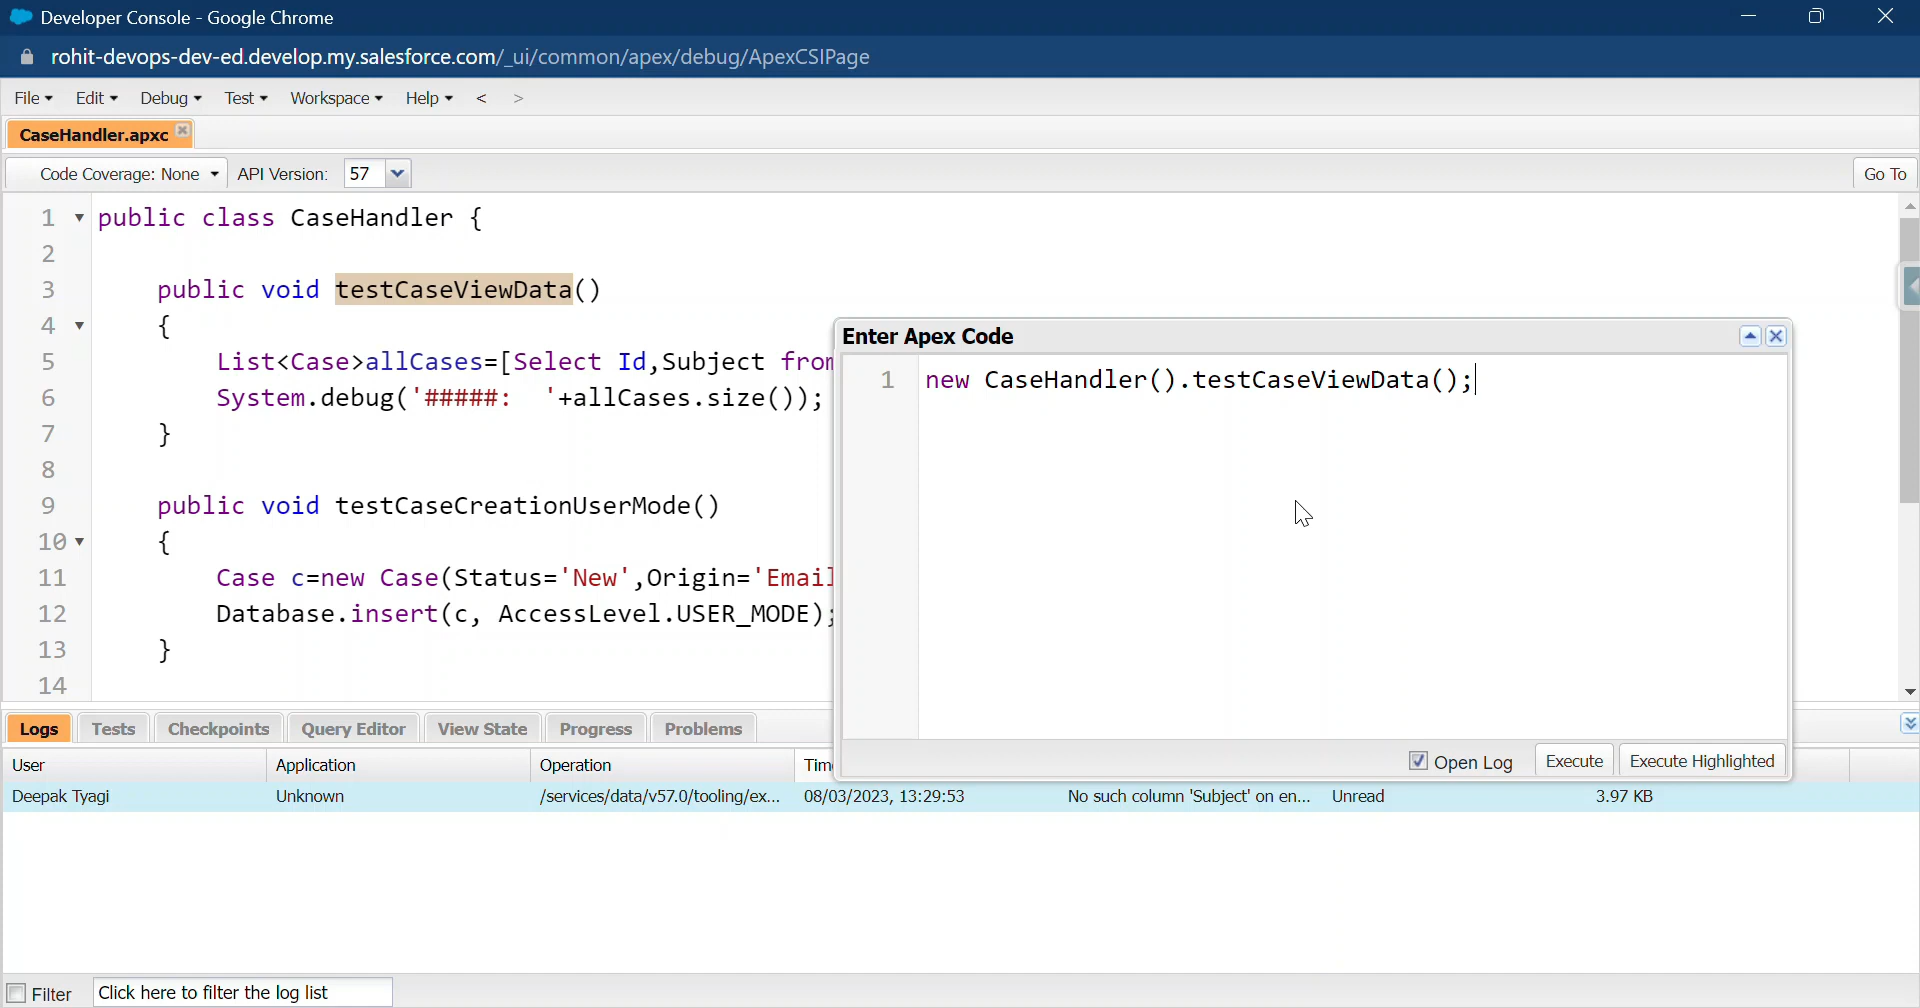 Developer Console - Google Chrome
rohit-devops-dev-ed.develop.my.salesforce.com/_ui/common/apex/debug/ApexCSIPage
File Edit Debug Test Workspace Help < >
CaseHandler.apxc
Code Coverage: None API Version: 57 Go To
1 public class CaseHandler {
2
3 public void testCaseViewData()
4 {
5 List<Case>allCases=[Select Id,Subject from
6 System.debug('#####: '+allCases.size());
7 }
8
9 public void testCaseCreationUserMode()
10 {
11 Case c=new Case(Status='New',Origin='Email
12 Database.insert(c, AccessLevel.USER_MODE);
13 }
14
Enter Apex Code
1 new CaseHandler().testCaseViewData();
Open Log Execute Execute Highlighted
Logs Tests Checkpoints Query Editor View State Progress Problems
User Application Operation Tim
Deepak Tyagi Unknown /services/data/v57.0/tooling/ex... 08/03/2023, 13:29:53 No such column 'Subject' on en... Unread 3.97 KB
Filter Click here to filter the log list